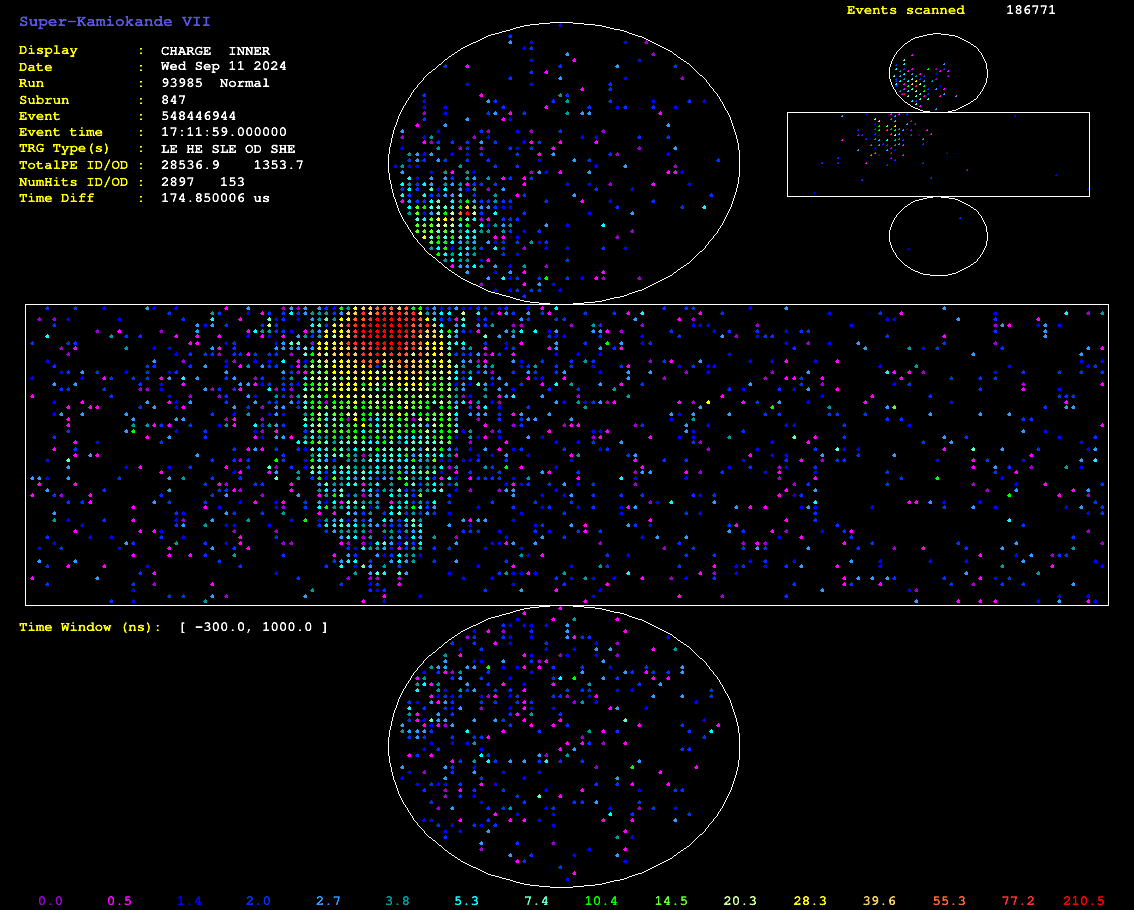 Super-Kamiokande VII
Events scanned 186771
Display : CHARGE INNER
Date : Wed Sep 11 2024
Run : 93985 Normal
Subrun : 847
Event : 548446944
Event time : 17:11:59.000000
TRG Type(s) : LE HE SLE OD SHE
TotalPE ID/OD : 28536.9 1353.7
NumHits ID/OD : 2897 153
Time Diff : 174.850006 us
Time Window (ns): [ -300.0, 1000.0 ]
0.0 0.5 1.4 2.0 2.7 3.8 5.3 7.4 10.4 14.5 20.3 28.3 39.6 55.3 77.2 210.5